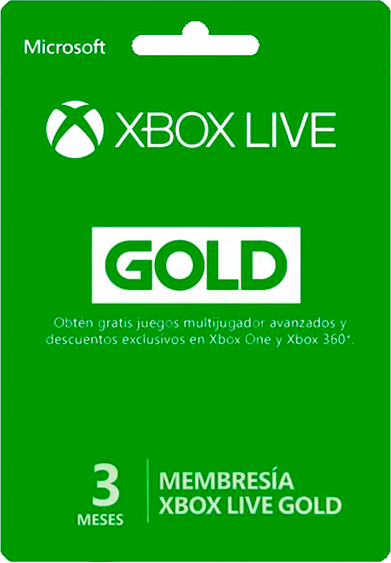 Microsoft
XBOX LIVE
GOLD
Obtén gratis juegos multijugador avanzados y
descuentos exclusivos en Xbox One y Xbox 360*.
3
MESES
MEMBRESÍA
XBOX LIVE GOLD